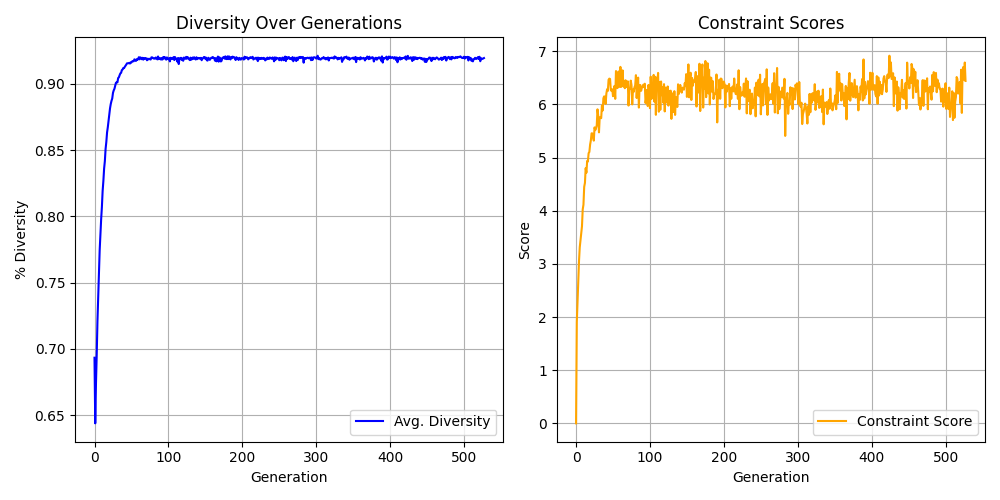 Diversity Over Generations
% Diversity
0.90
0.85
0.80
0.75
0.70
0.65
0 100 200 300 400 500
Generation
Avg. Diversity
Constraint Scores
Score
7
6
5
4
3
2
1
0
0 100 200 300 400 500
Generation
Constraint Score